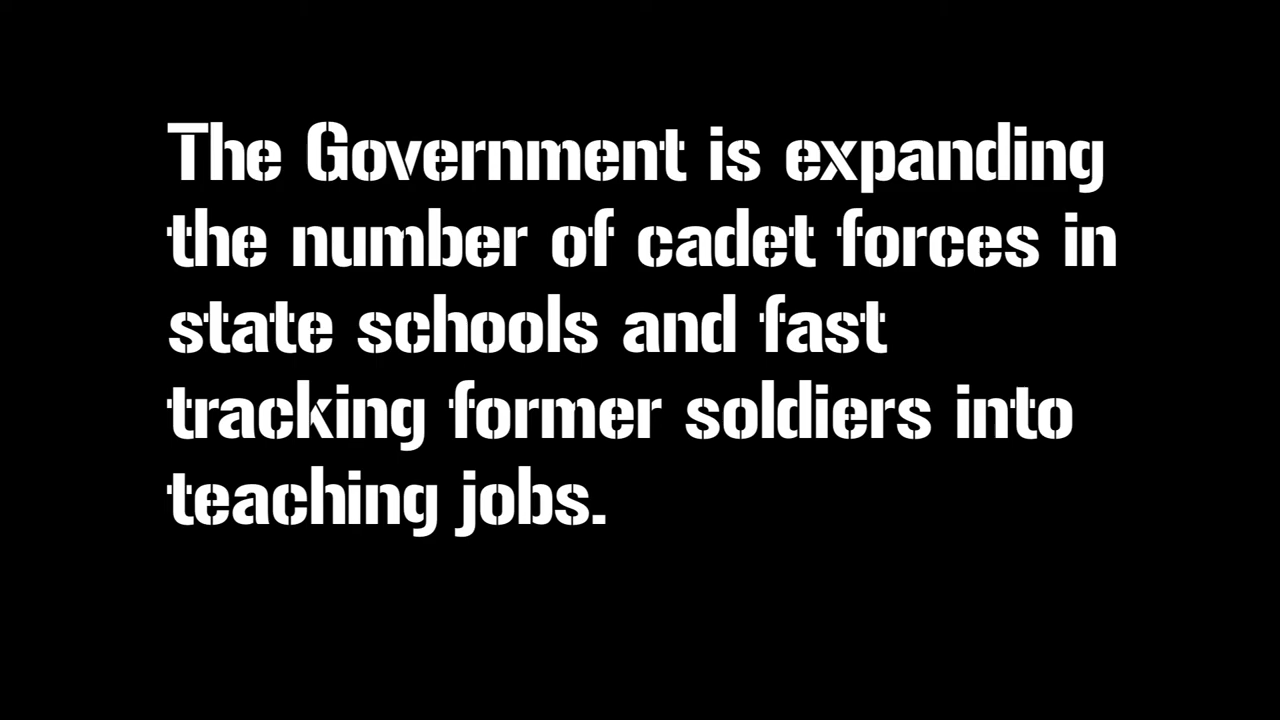 The Government is expanding
the number of cadet forces in
state schools and fast
tracking former soldiers into
teaching jobs.